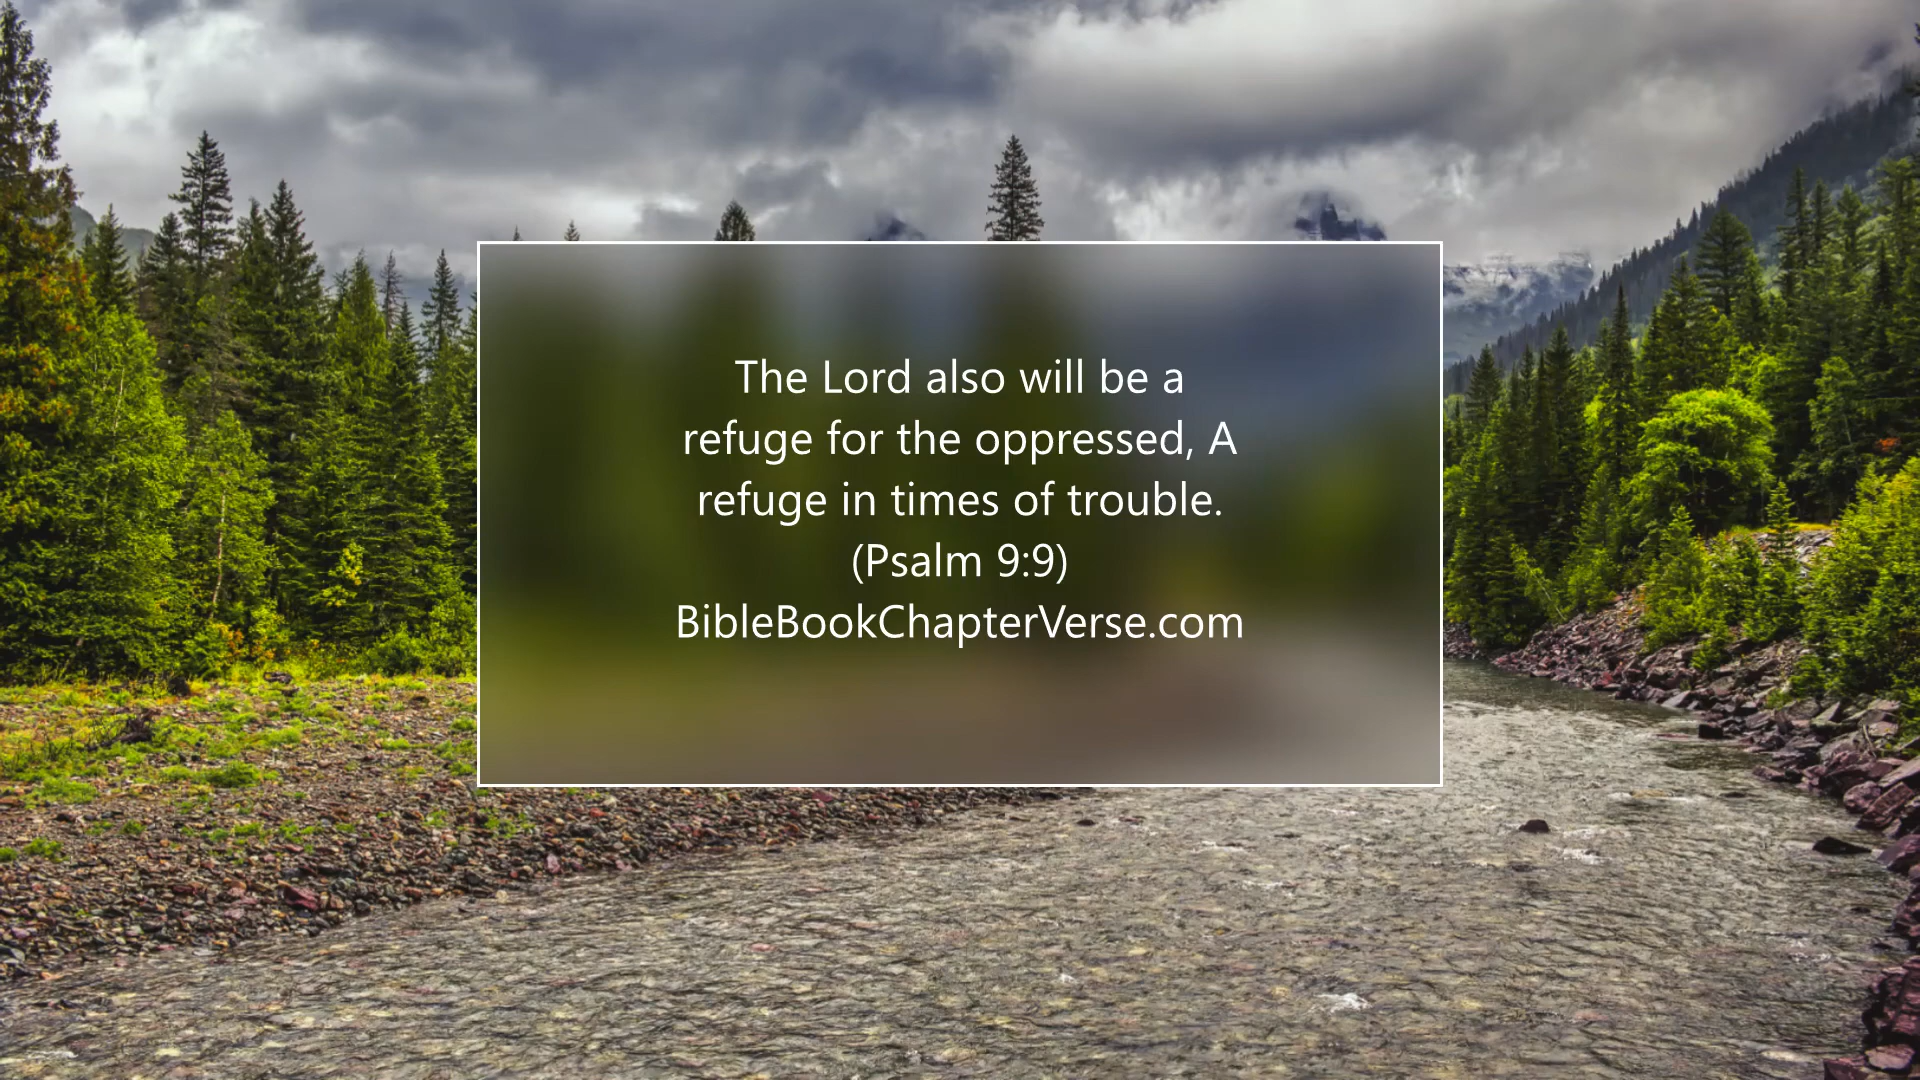 The Lord also will be a
refuge for the oppressed, A
refuge in times of trouble.
(Psalm 9:9)
BibleBookChapterVerse.com